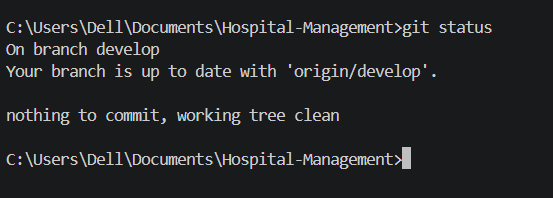 C:\Users\Dell\Documents\Hospital-Management>git status
On branch develop
Your branch is up to date with 'origin/develop'.
nothing to commit, working tree clean
C:\Users\Dell\Documents\Hospital-Management>